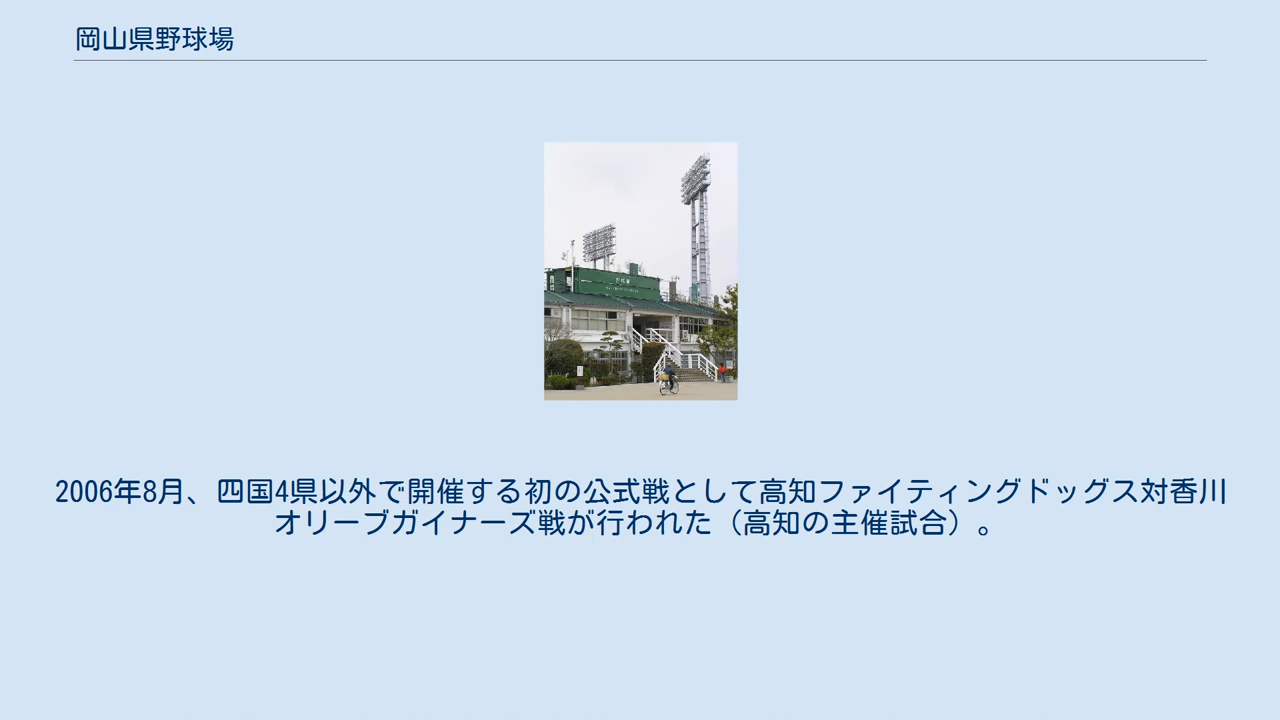 岡山県野球場
2006年8月、四国4県以外で開催する初の公式戦として高知ファイティングドッグス対香川
オリーブガイナーズ戦が行われた（高知の主催試合）。